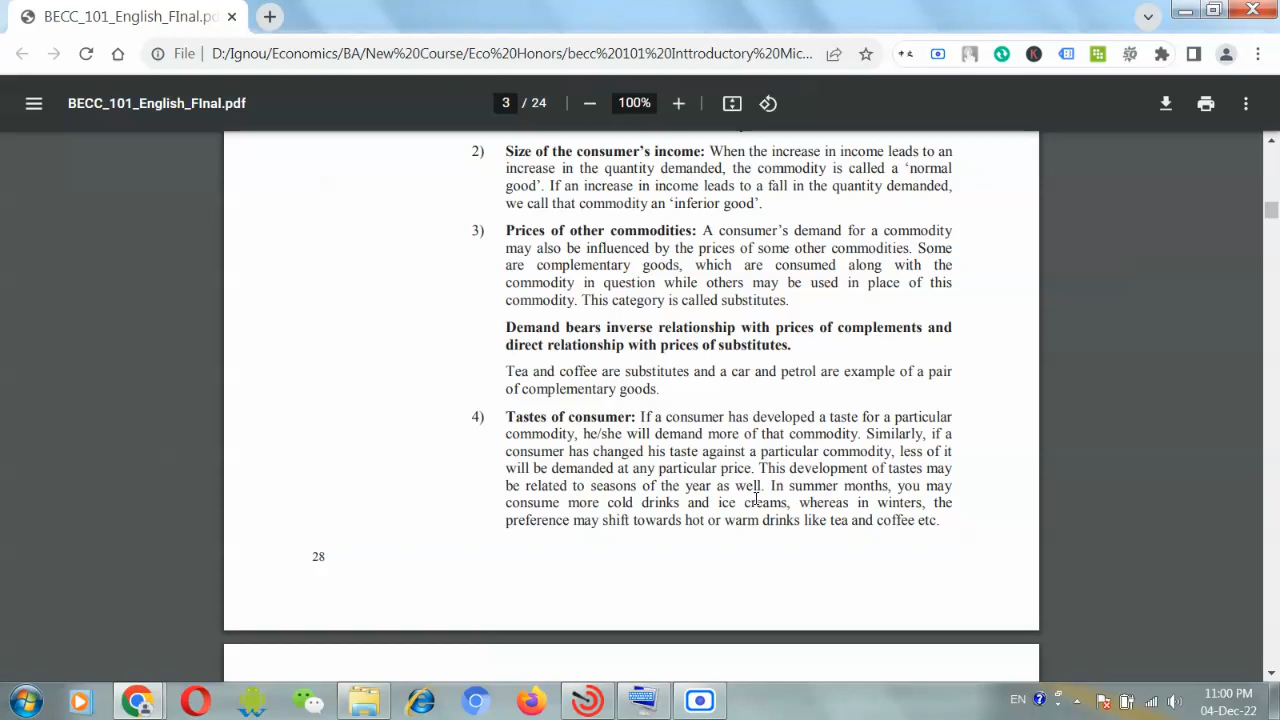 BECC_101_English_FInal.pd
File
D:/Ignou/Economics/BA/New%20Course/Eco%20Honors/becc%20101%20Inttroductory%20Mic...
BECC_101_English_FInal.pdf
3 / 24
100%
2) Size of the consumer's income: When the increase in income leads to an
increase in the quantity demanded, the commodity is called a 'normal
good'. If an increase in income leads to a fall in the quantity demanded,
we call that commodity an 'inferior good'.
3) Prices of other commodities: A consumer's demand for a commodity
may also be influenced by the prices of some other commodities. Some
are complementary goods, which are consumed along with the
commodity in question while others may be used in place of this
commodity. This category is called substitutes.
Demand bears inverse relationship with prices of complements and
direct relationship with prices of substitutes.
Tea and coffee are substitutes and a car and petrol are example of a pair
of complementary goods.
4) Tastes of consumer: If a consumer has developed a taste for a particular
commodity, he/she will demand more of that commodity. Similarly, if a
consumer has changed his taste against a particular commodity, less of it
will be demanded at any particular price. This development of tastes may
be related to seasons of the year as well. In summer months, you may
consume more cold drinks and ice creams, whereas in winters, the
preference may shift towards hot or warm drinks like tea and coffee etc.
28
EN
11:00 PM
04-Dec-22